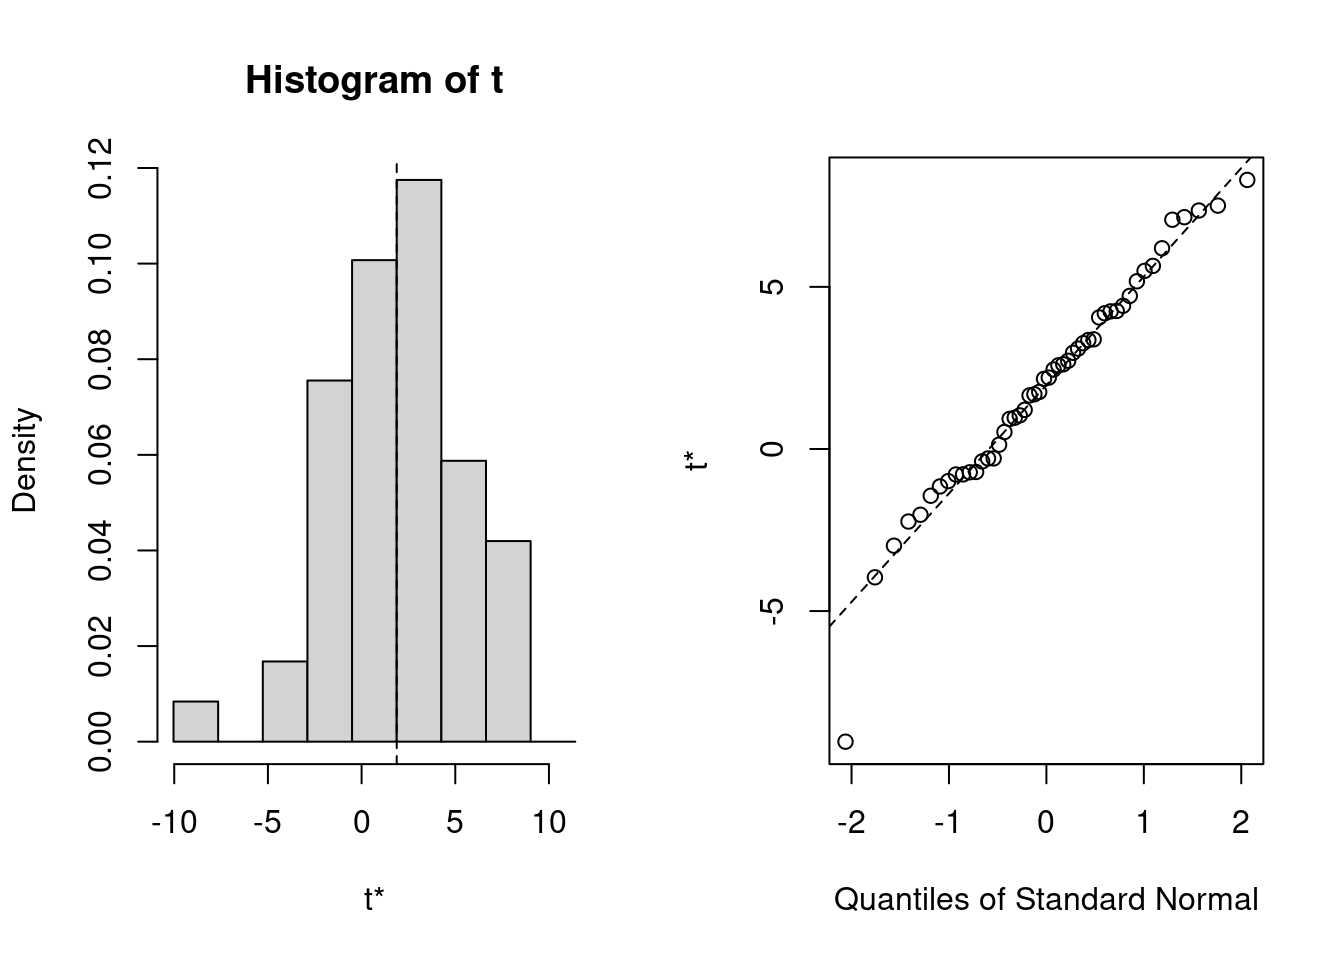 Histogram of t
Density
0.00 0.02 0.04 0.06 0.08 0.10 0.12
-10 -5 0 5 10
t*
t*
-5 0 5
-2 -1 0 1 2
Quantiles of Standard Normal